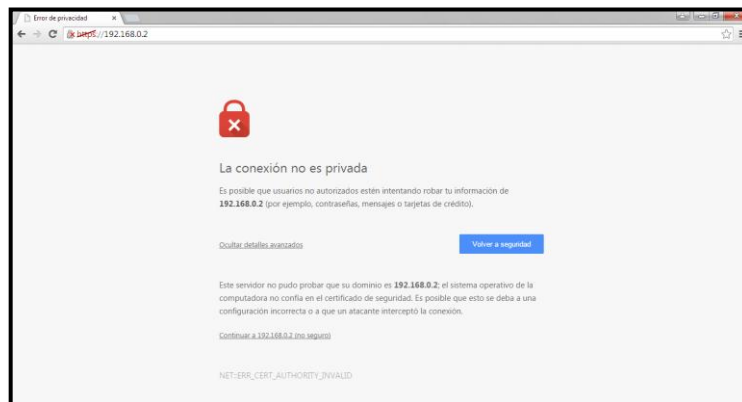 Error de privacidad
https://192.168.0.2
La conexión no es privada
Es posible que usuarios no autorizados estén intentando robar tu información de
192.168.0.2 (por ejemplo, contraseñas, mensajes o tarjetas de crédito).
Ocultar detalles avanzados
Volver a seguridad
Este servidor no pudo probar que su dominio es 192.168.0.2; el sistema operativo de la
computadora no confía en el certificado de seguridad. Es posible que esto se deba a una
configuración incorrecta o a que un atacante interceptó la conexión.
Continuar a 192.168.0.2 (no seguro)
NET::ERR_CERT_AUTHORITY_INVALID